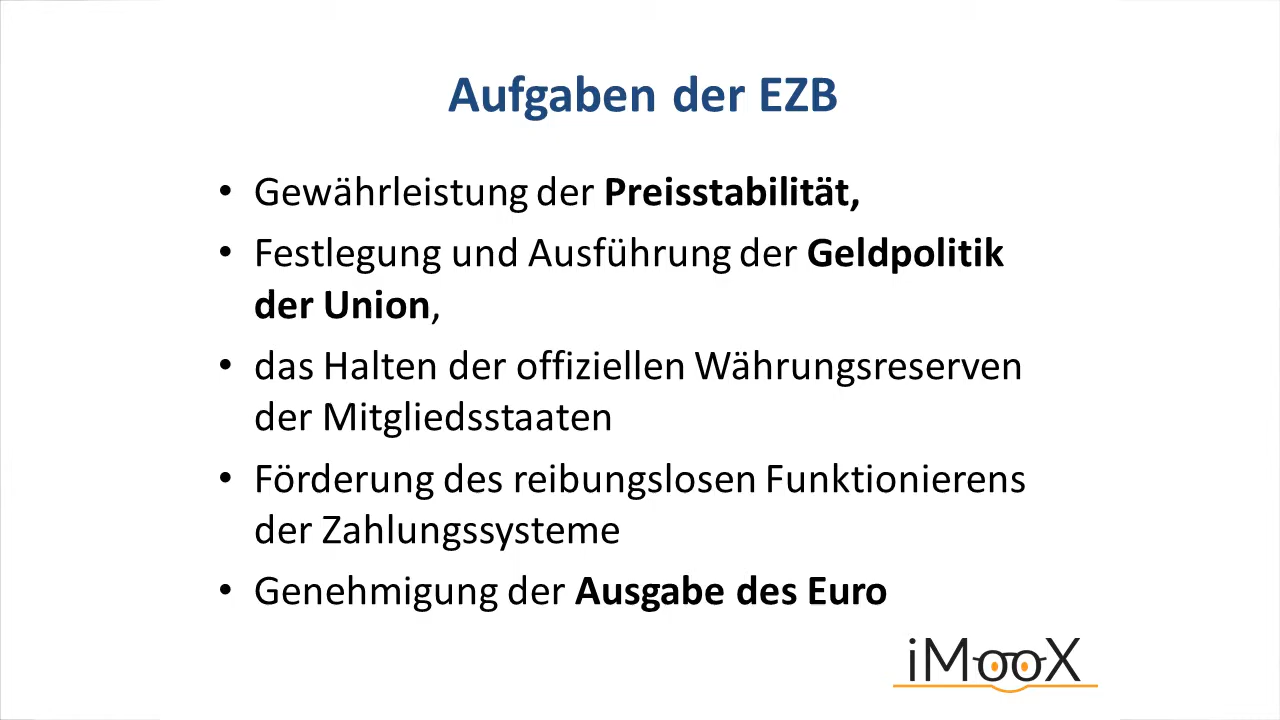 Aufgaben der EZB
• Gewährleistung der Preisstabilität,
• Festlegung und Ausführung der Geldpolitik
der Union,
• das Halten der offiziellen Währungsreserven
der Mitgliedsstaaten
• Förderung des reibungslosen Funktionierens
der Zahlungssysteme
• Genehmigung der Ausgabe des Euro
iMooX